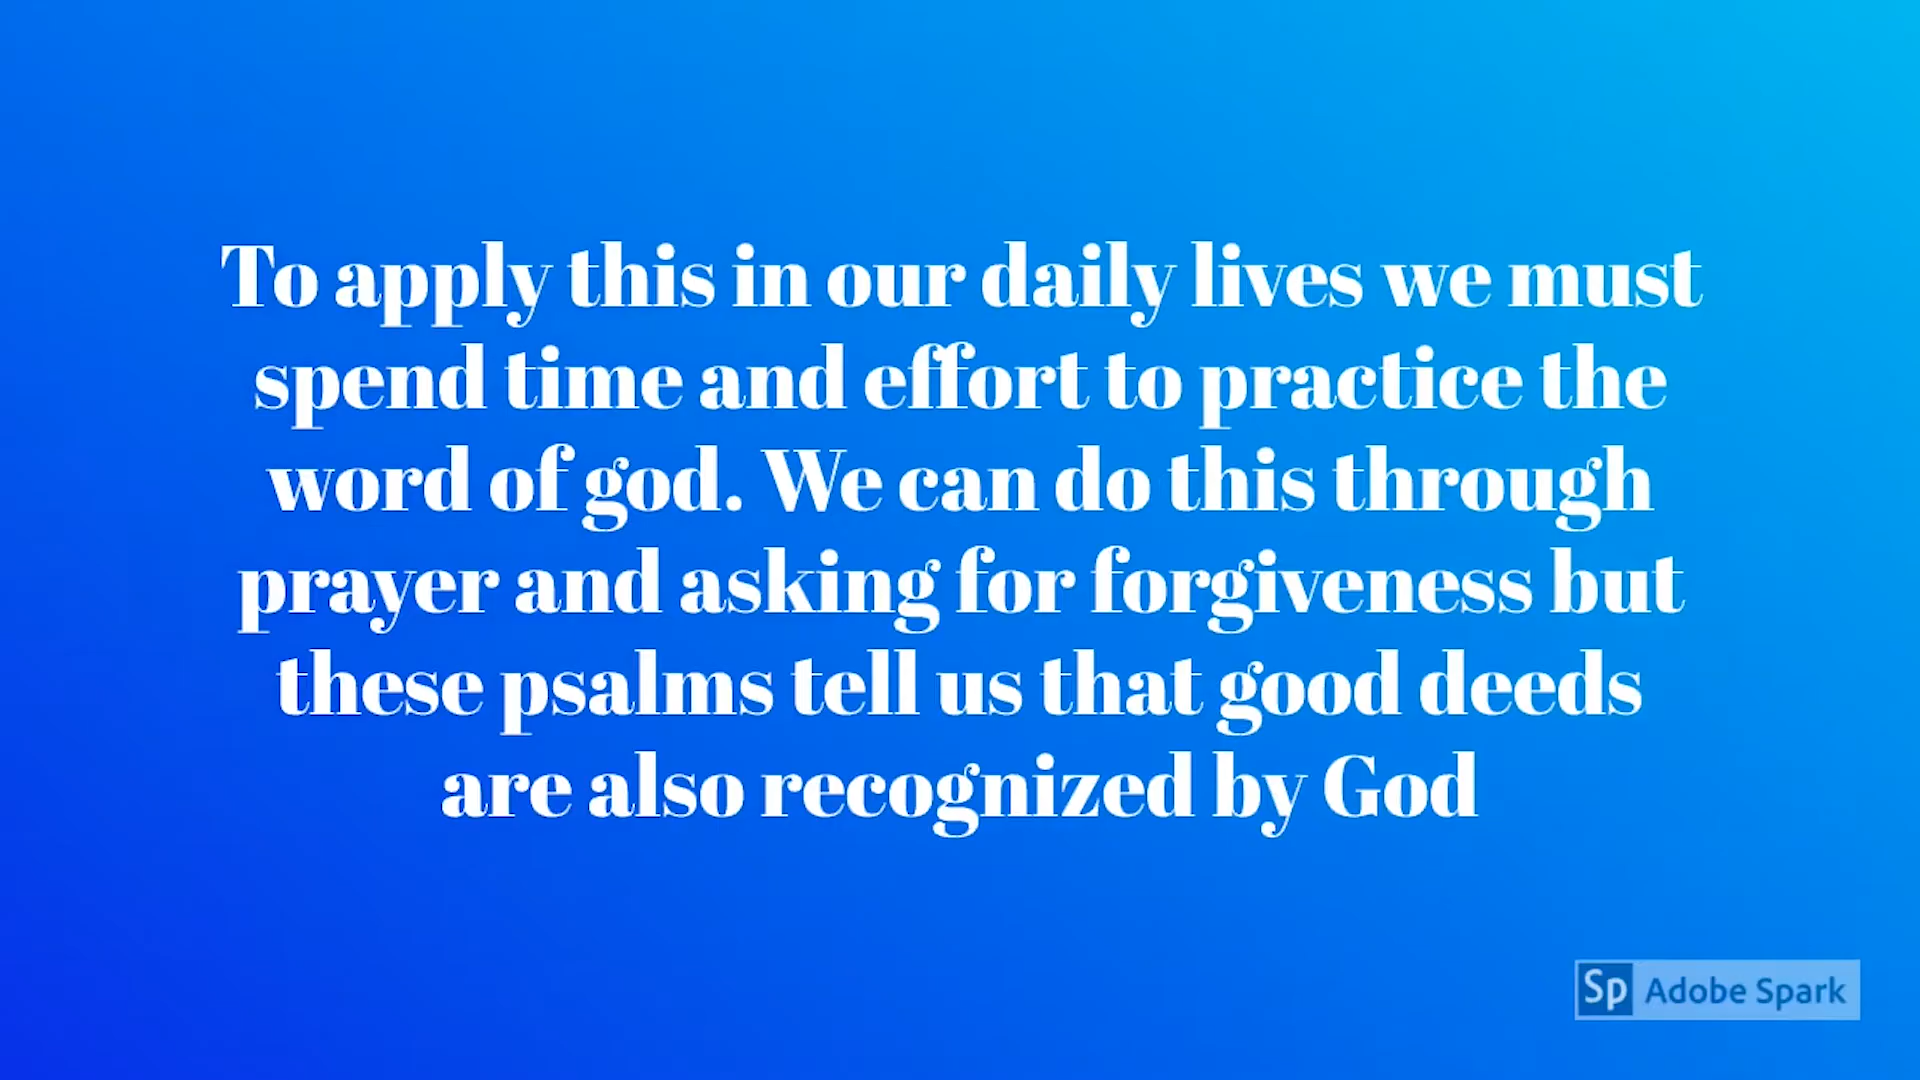 To apply this in our daily lives we must
spend time and effort to practice the
word of god. We can do this through
prayer and asking for forgiveness but
these psalms tell us that good deeds
are also recognized by God
Sp Adobe Spark